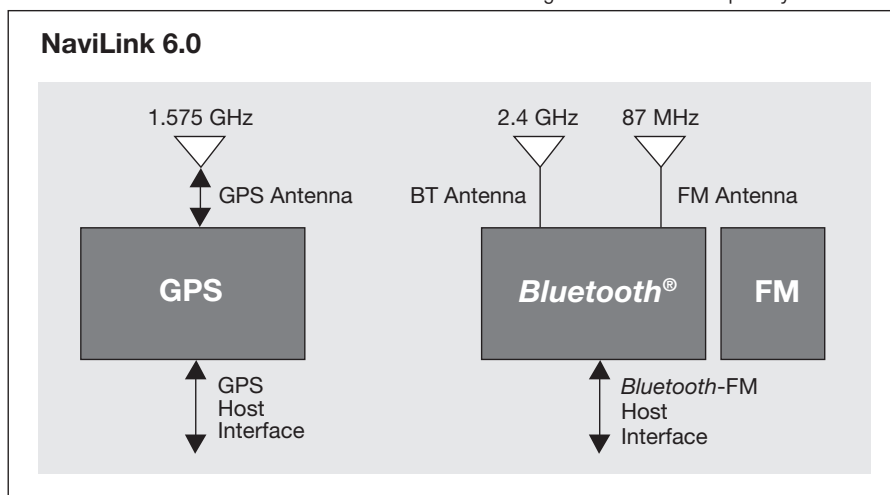 NaviLink 6.0
1.575 GHz
2.4 GHz
87 MHz
GPS Antenna
BT Antenna
FM Antenna
GPS
Bluetooth®
FM
GPS
Host
Interface
Bluetooth-FM
Host
Interface